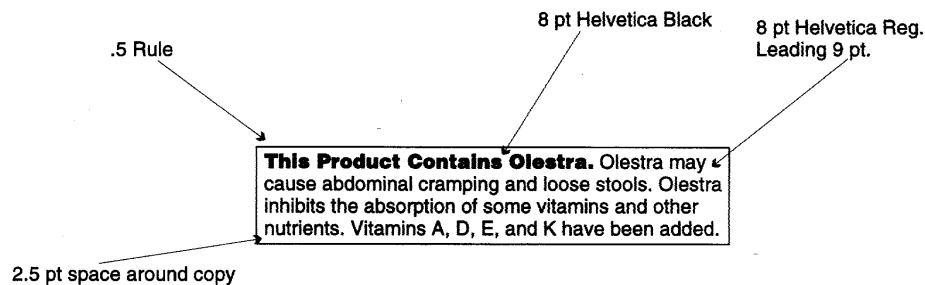 8 pt Helvetica Black
8 pt Helvetica Reg.
Leading 9 pt.
.5 Rule
This Product Contains Olestra. Olestra may
cause abdominal cramping and loose stools. Olestra
inhibits the absorption of some vitamins and other
nutrients. Vitamins A, D, E, and K have been added.
2.5 pt space around copy